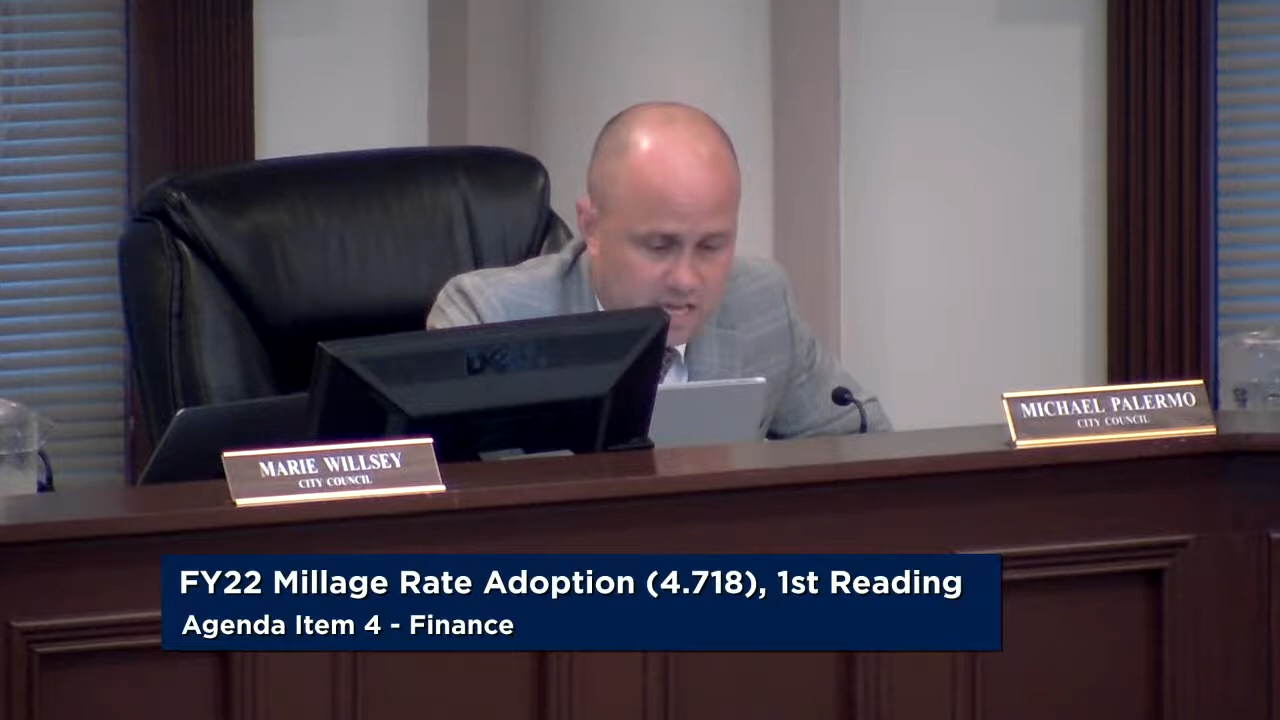 DELL
MARIE WILLSEY
CITY COUNCIL
MICHAEL PALERMO
CITY COUNCIL
FY22 Millage Rate Adoption (4.718), 1st Reading
Agenda Item 4 - Finance